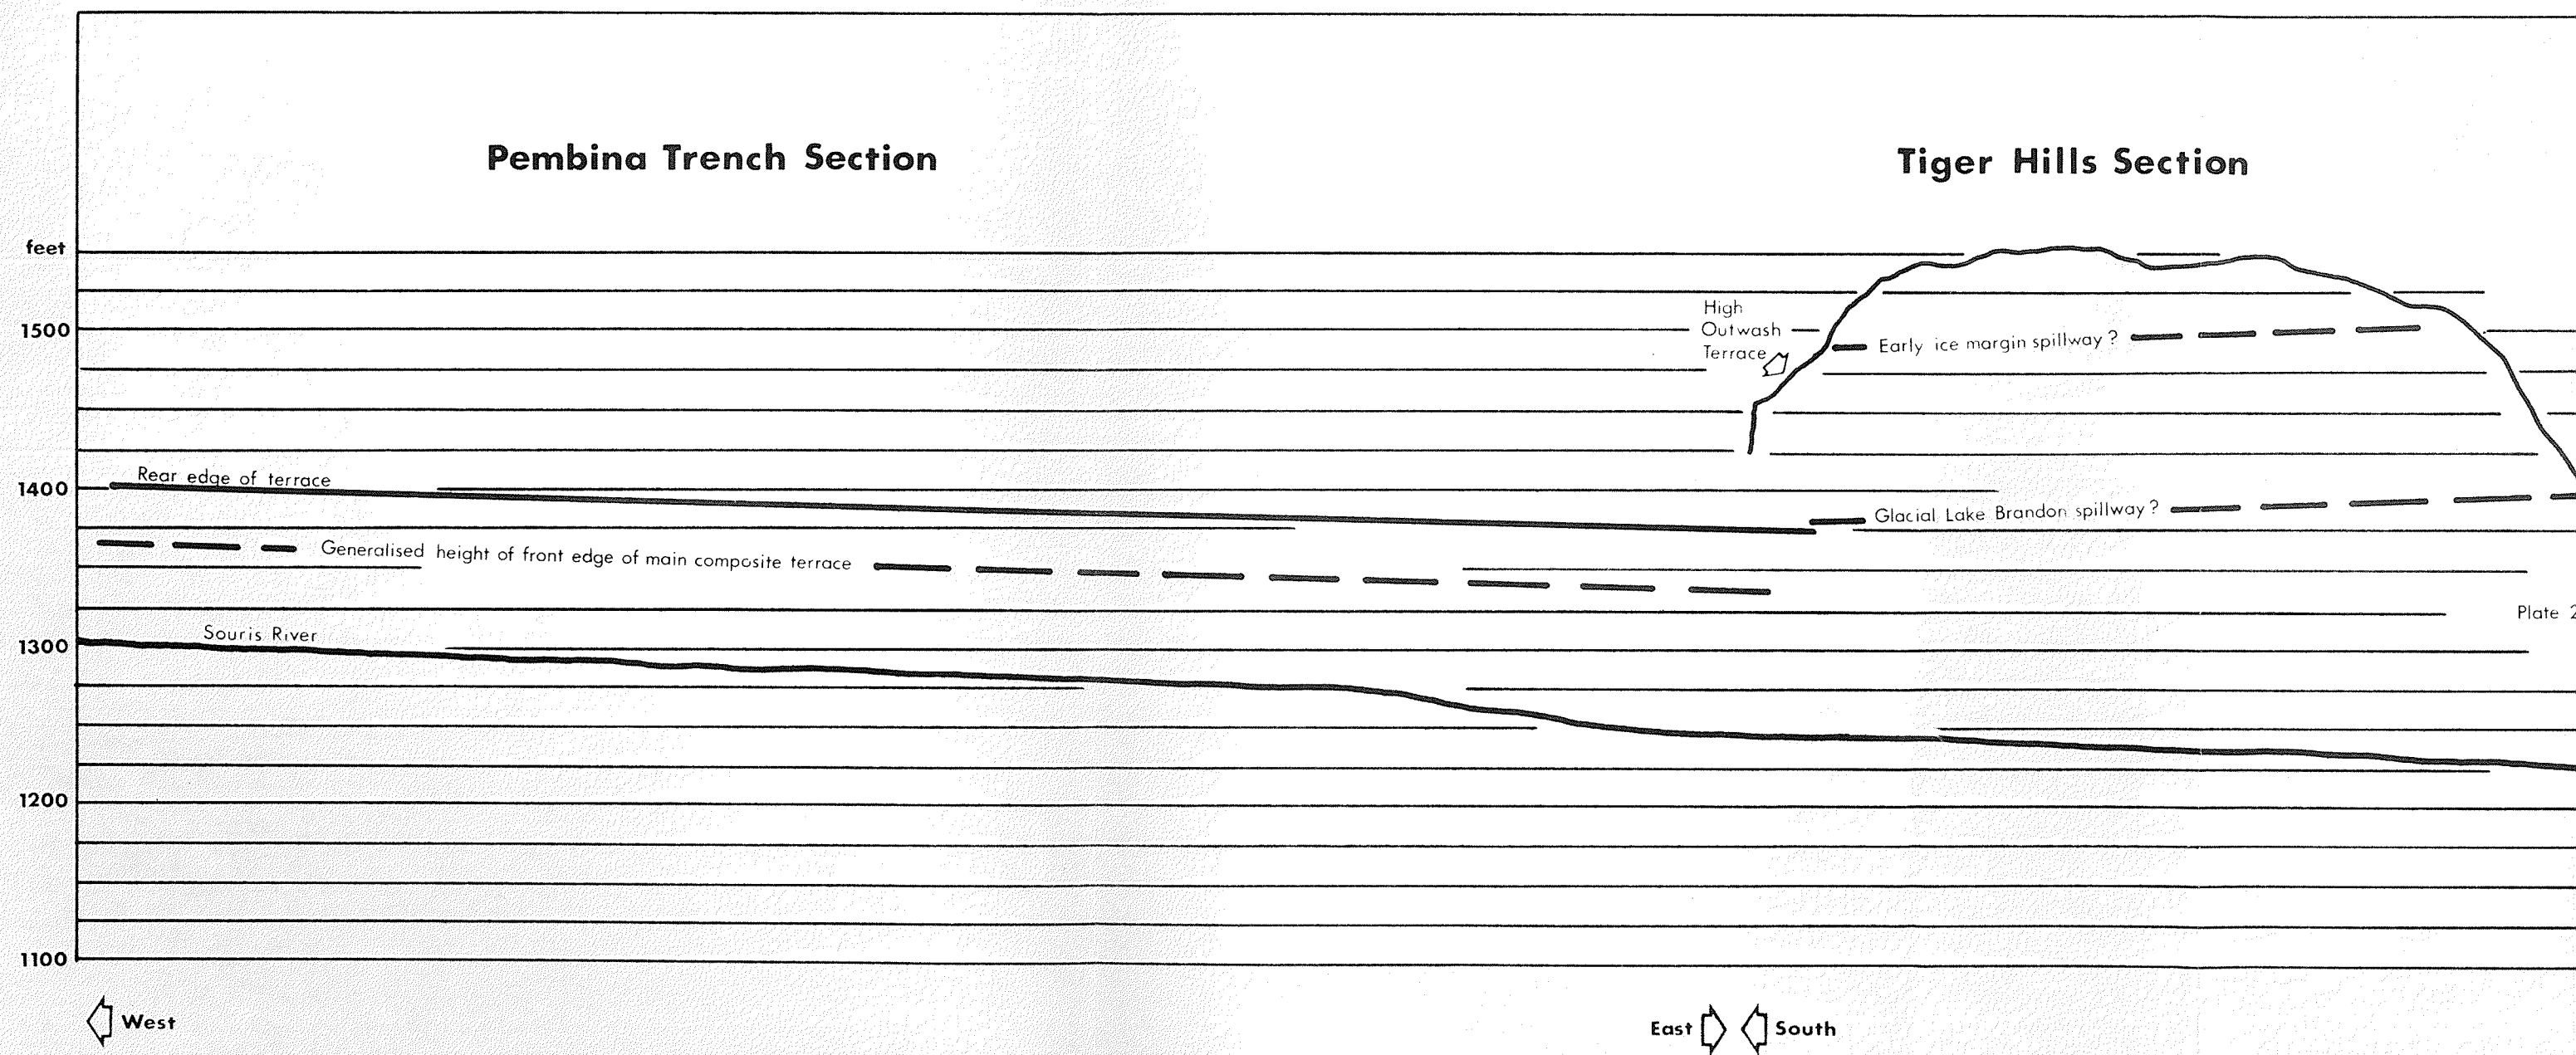 Pembina Trench Section
Tiger Hills Section
feet
High
Outwash
Terrace
1500
Early ice margin spillway ?
Rear edge of terrace
1400
Glacial Lake Brandon spillway ?
Generalised height of front edge of main composite terrace
Plate 2
Souris River
1300
1200
1100
West
East
South